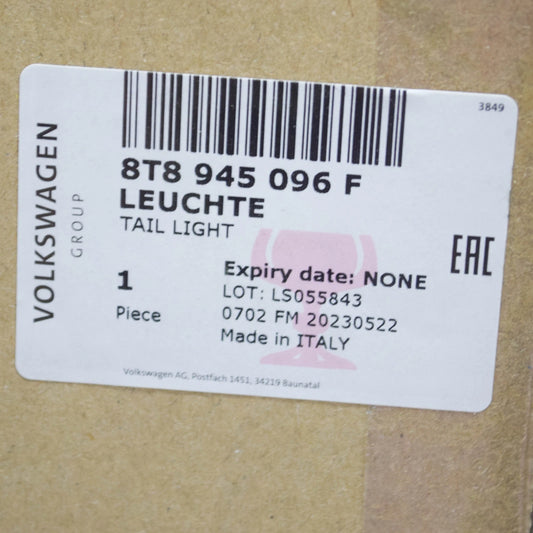 3849
VOLKSWAGEN
GROUP
8T8 945 096 F
LEUCHTE
TAIL LIGHT
EAC
1
Piece
Expiry date: NONE
LOT: LS055843
0702 FM 20230522
Made in ITALY
Volkswagen AG, Postfach 1451, 34219 Baunatal